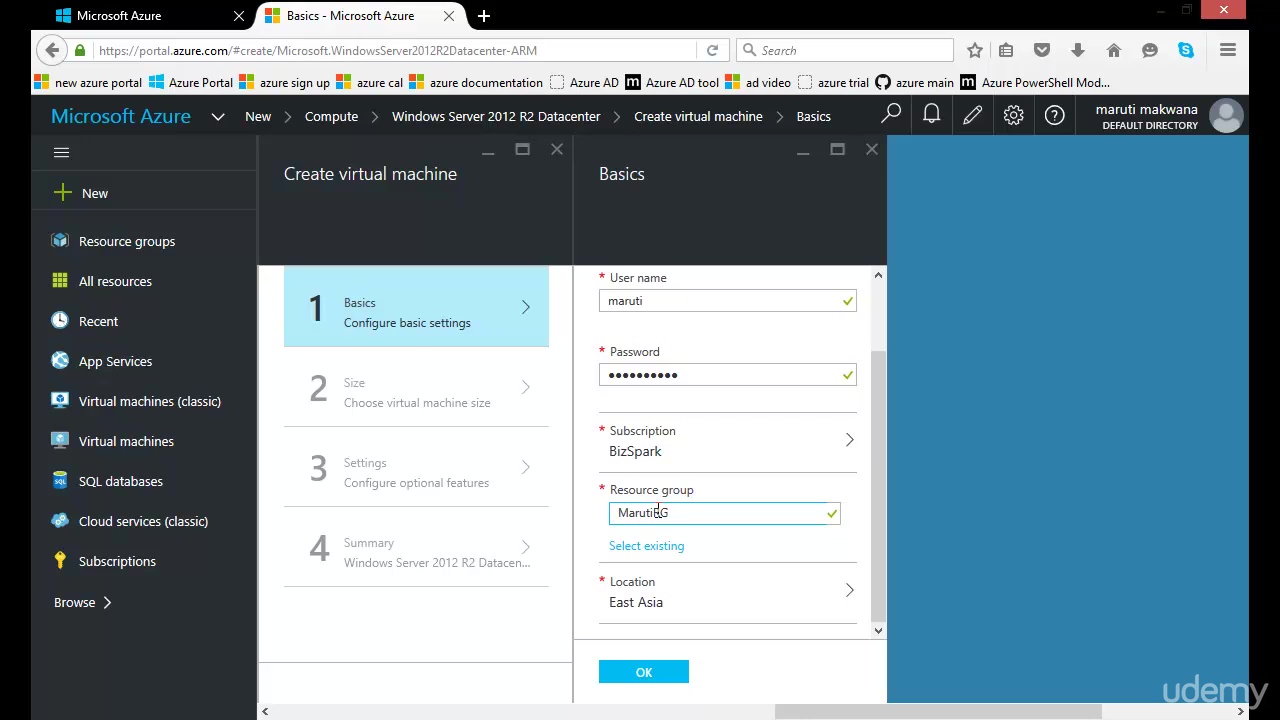 Microsoft Azure
Basics - Microsoft Azure
https://portal.azure.com/#create/Microsoft.WindowsServer2012R2Datacenter-ARM
Search
new azure portal
Azure Portal
azure sign up
azure cal
azure documentation
Azure AD
Azure AD tool
ad video
azure trial
azure main
Azure PowerShell Mod...
Microsoft Azure
New
Compute
Windows Server 2012 R2 Datacenter
Create virtual machine
Basics
maruti makwana
DEFAULT DIRECTORY
New
Resource groups
All resources
Recent
App Services
Virtual machines (classic)
Virtual machines
SQL databases
Cloud services (classic)
Subscriptions
Browse
Create virtual machine
1
Basics
Configure basic settings
2
Size
Choose virtual machine size
3
Settings
Configure optional features
4
Summary
Windows Server 2012 R2 Datacen...
Basics
* User name
maruti
* Password
●●●●●●●●●●
* Subscription
BizSpark
* Resource group
MarutiRG
Select existing
* Location
East Asia
OK
udemy